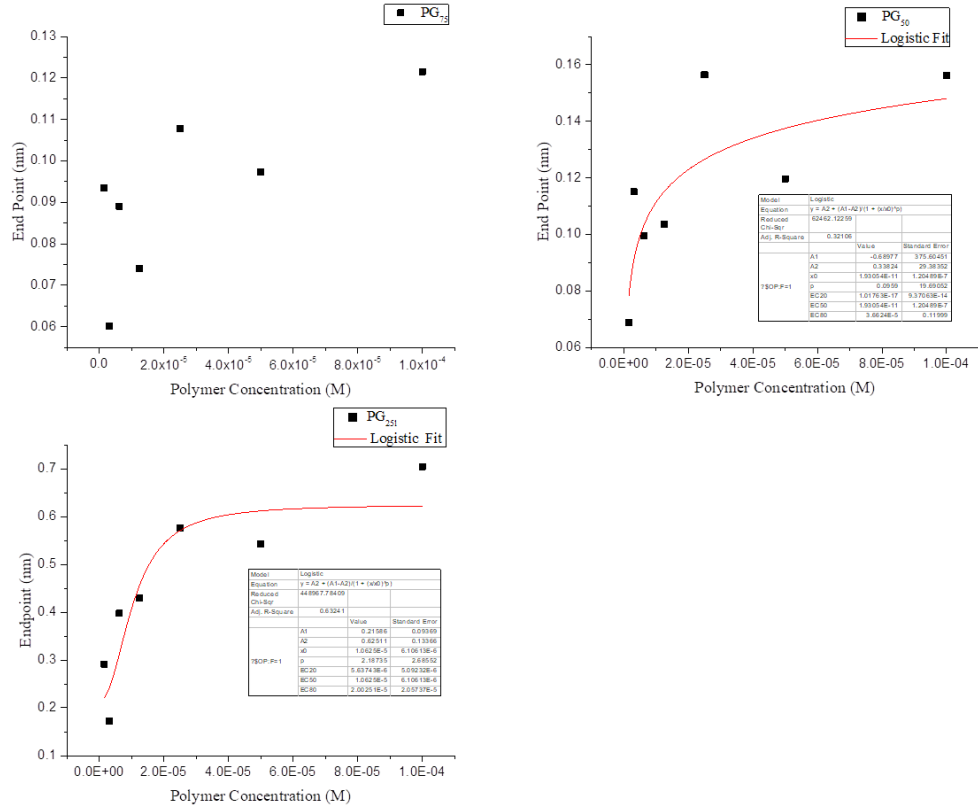 PG75
0.13
0.12
0.11
0.10
0.09
0.08
0.07
0.06
End Point (nm)
0.0
2.0x10-5
4.0x10-5
6.0x10-5
8.0x10-5
1.0x10-4
Polymer Concentration (M)
PG50
Logistic Fit
0.16
0.14
0.12
0.10
0.08
0.06
End Point (nm)
Model Logistic
Equation y = A2 + (A1-A2)/(1 + (x/x0)^p)
Reduced Chi-Sqr 62462.12259
Adj. R-Square 0.32106
Value Standard Error
?$OP:F=1
A1 -0.68977 375.60451
A2 0.33824 29.38352
x0 1.93054E-11 1.20489E-7
p 0.0959 19.69052
EC20 1.01763E-17 9.37063E-14
EC50 1.93054E-11 1.20489E-7
EC80 3.6624E-5 0.11999
0.0E+00
2.0E-05
4.0E-05
6.0E-05
8.0E-05
1.0E-04
Polymer Concentration (M)
PG25I
Logistic Fit
0.7
0.6
0.5
0.4
0.3
0.2
0.1
Endpoint (nm)
Model Logistic
Equation y = A2 + (A1-A2)/(1 + (x/x0)^p)
Reduced Chi-Sqr 448967.78409
Adj. R-Square 0.63241
Value Standard Error
?$OP:F=1
A1 0.21586 0.09369
A2 0.62511 0.13366
x0 1.0625E-5 6.10613E-6
p 2.18735 2.68552
EC20 5.63743E-6 5.09232E-6
EC50 1.0625E-5 6.10613E-6
EC80 2.00251E-5 2.05737E-5
0.0E+00
2.0E-05
4.0E-05
6.0E-05
8.0E-05
1.0E-04
Polymer Concentration (M)